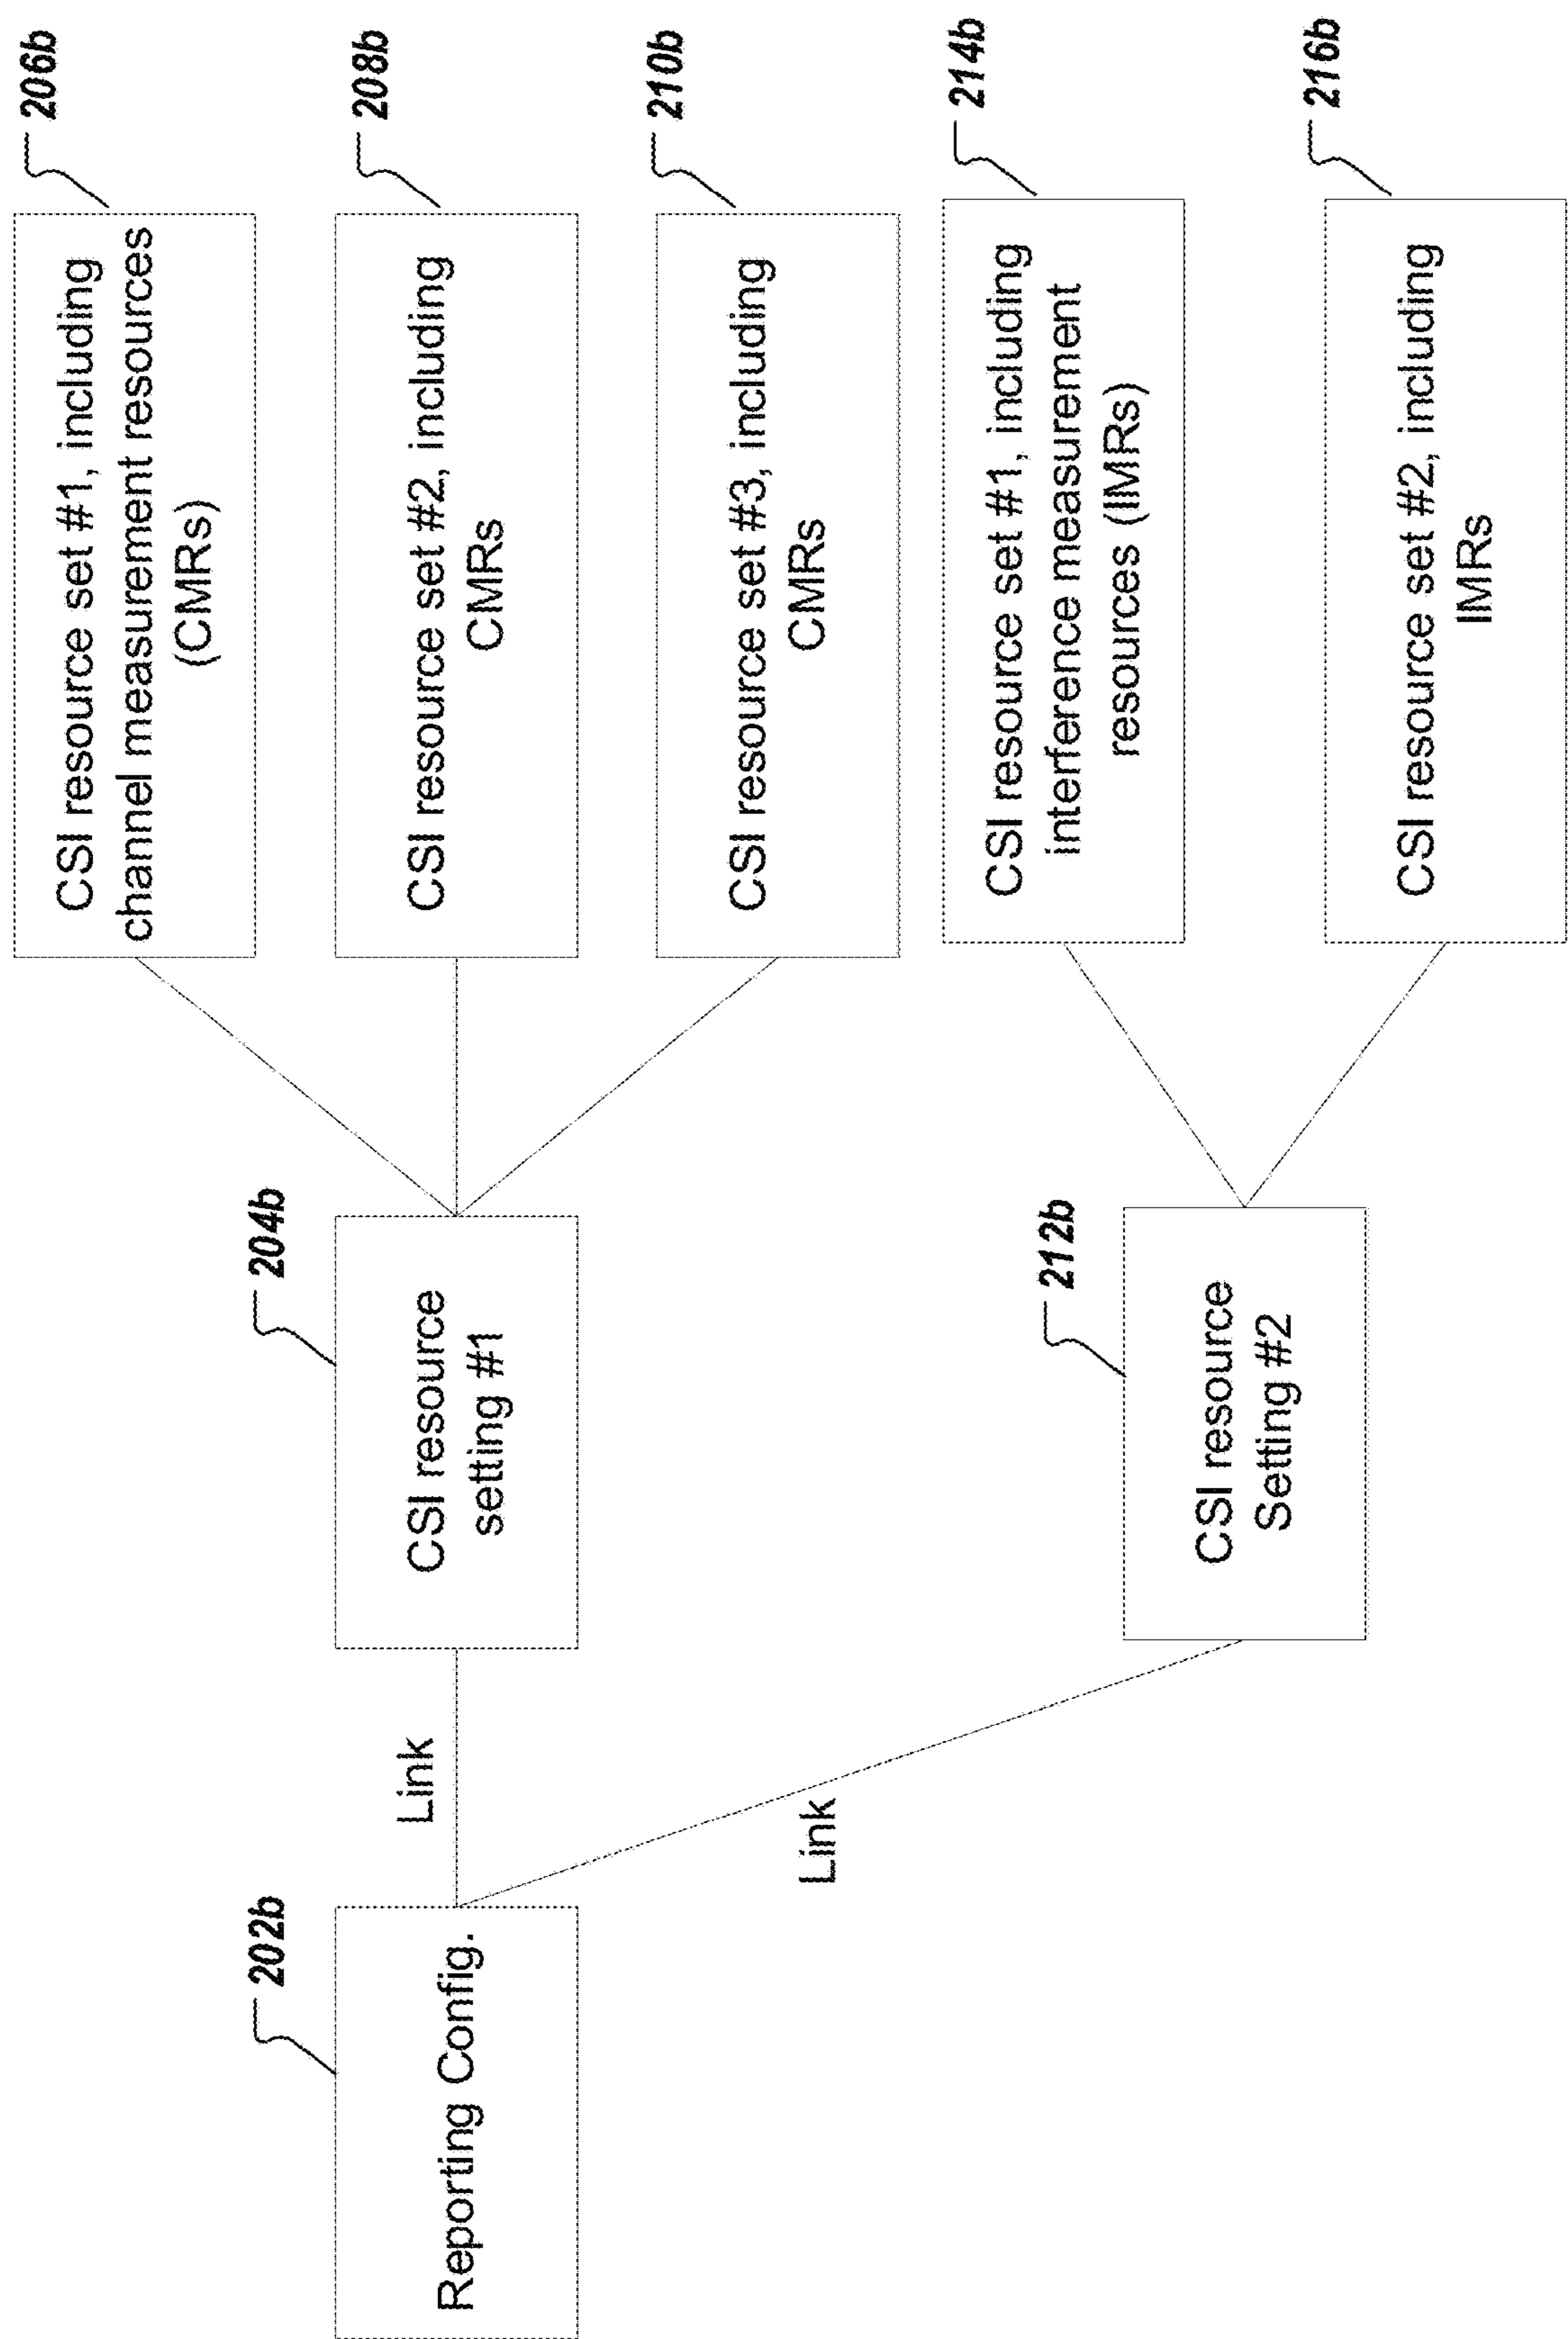 202b
Reporting Config.
Link
Link
204b
CSI resource
setting #1
212b
CSI resource
Setting #2
206b
CSI resource set #1, including
channel measurement resources
(CMRs)
208b
CSI resource set #2, including
CMRs
210b
CSI resource set #3, including
CMRs
214b
CSI resource set #1, including
interference measurement
resources (IMRs)
216b
CSI resource set #2, including
IMRs